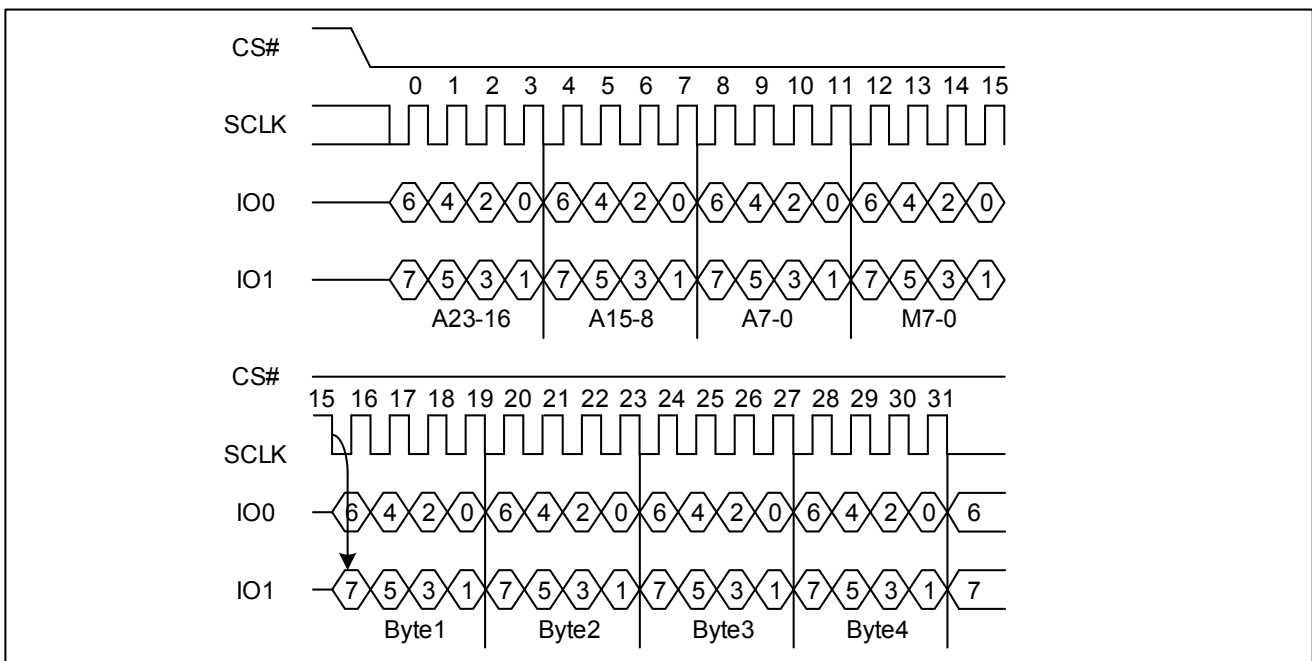 CS#
0 1 2 3 4 5 6 7 8 9 10 11 12 13 14 15
SCLK
IO0 6 4 2 0 6 4 2 0 6 4 2 0 6 4 2 0
IO1 7 5 3 1 7 5 3 1 7 5 3 1 7 5 3 1
A23-16 A15-8 A7-0 M7-0
CS#
15 16 17 18 19 20 21 22 23 24 25 26 27 28 29 30 31
SCLK
IO0 6 4 2 0 6 4 2 0 6 4 2 0 6 4 2 0 6
IO1 7 5 3 1 7 5 3 1 7 5 3 1 7 5 3 1 7
Byte1 Byte2 Byte3 Byte4